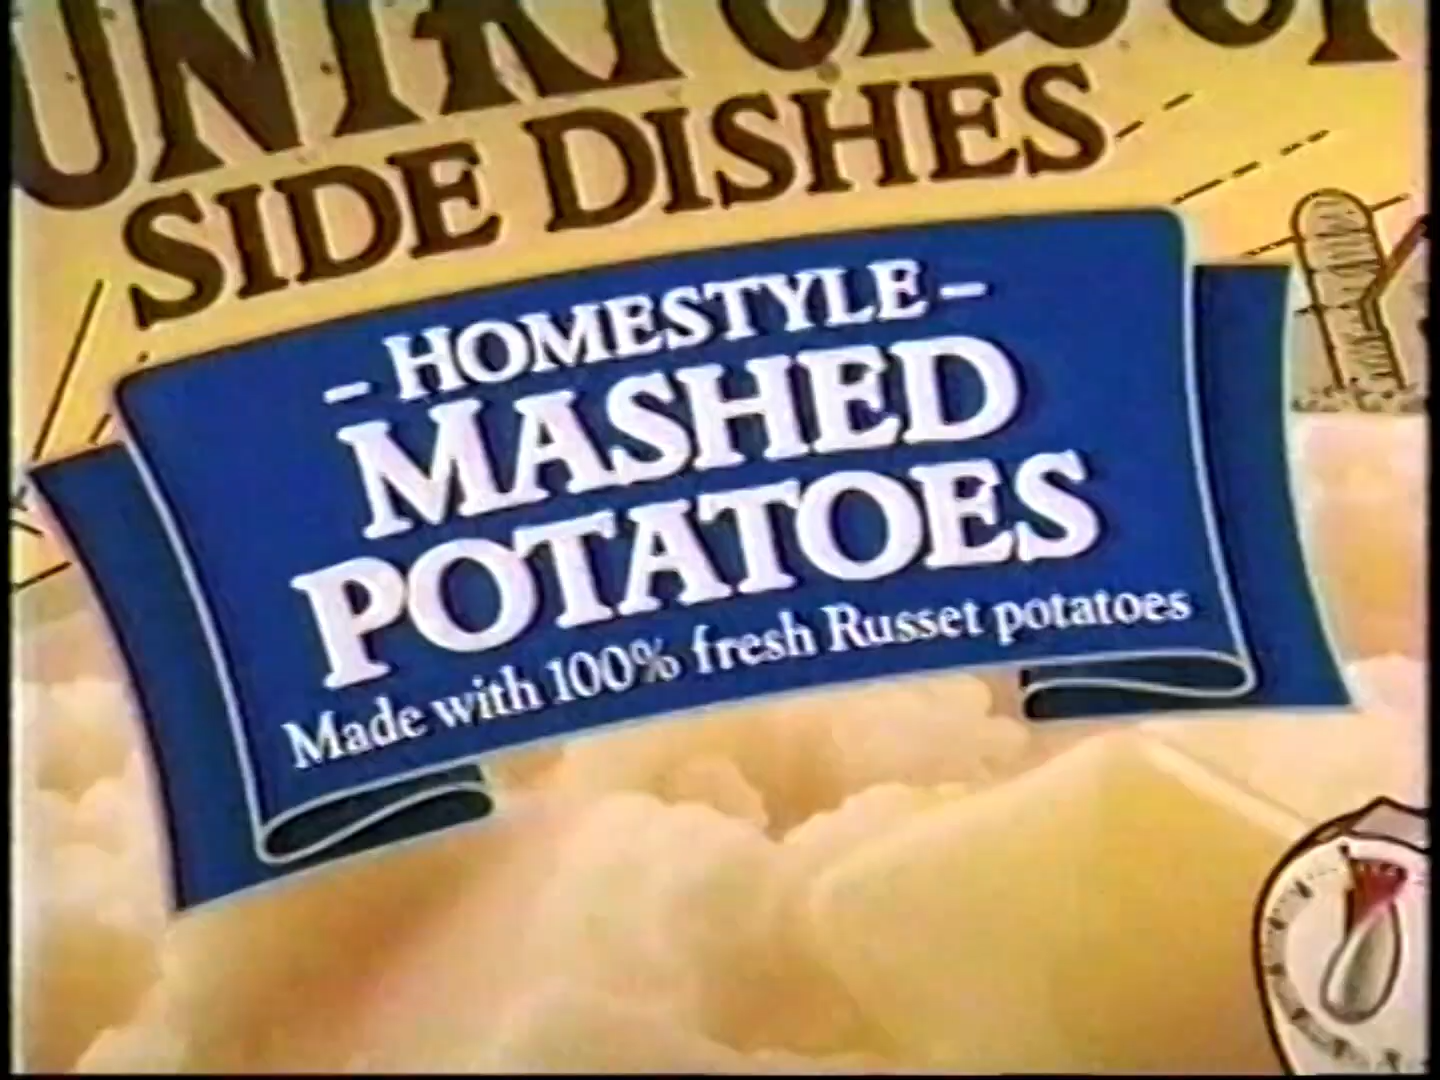 SIDE DISHES
- HOMESTYLE -
MASHED
POTATOES
Made with 100% fresh Russet potatoes